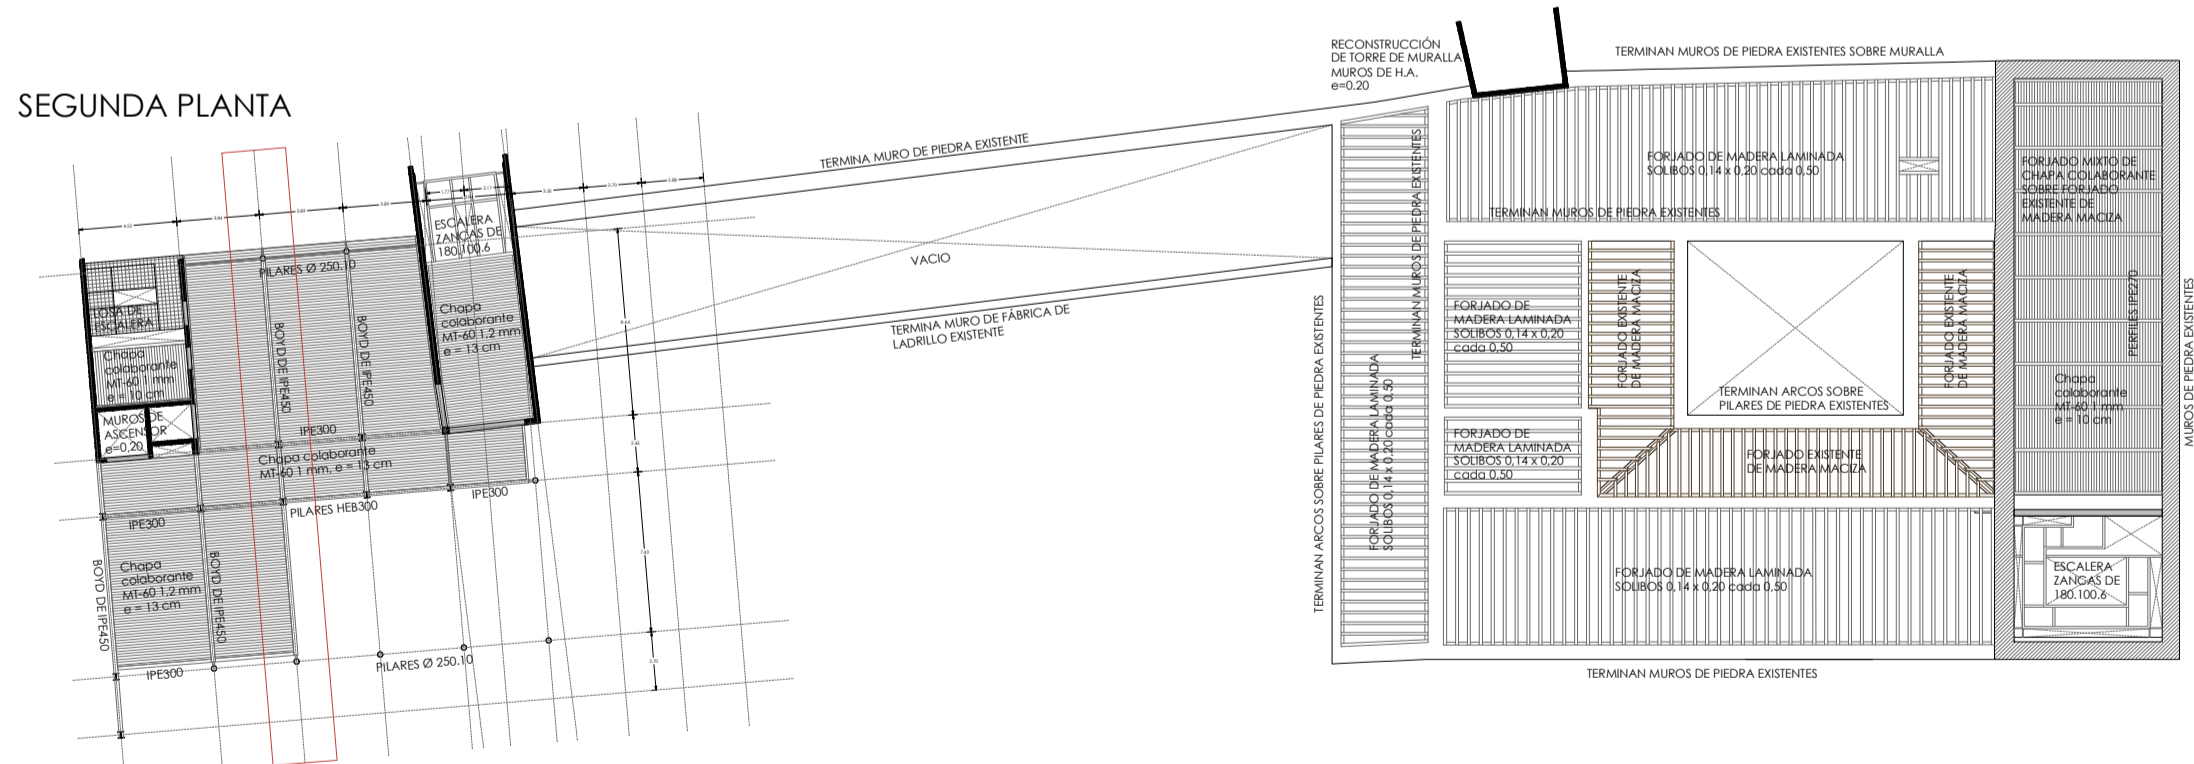 SEGUNDA PLANTA
RECONSTRUCCIÓN
DE TORRE DE MURALLA
MUROS DE H.A.
e=0.20
TERMINAN MUROS DE PIEDRA EXISTENTES SOBRE MURALLA
TERMINA MURO DE PIEDRA EXISTENTE
VACIO
TERMINA MURO DE FÁBRICA DE
LADRILLO EXISTENTE
ESCALERA
ZANCAS DE
180.100.6
PILARES Ø 250.10
LOSA DE
ESCALERA
Chapa
colaborante
MT-60 1 mm
e = 10 cm
MUROS DE
ASCENSOR
e=0,20
BOYD DE IPE450
BOYD DE IPE450
Chapa
colaborante
MT-60 1,2 mm
e = 13 cm
IPE300
Chapa colaborante
MT-60 1 mm, e = 13 cm
IPE300
PILARES HEB300
IPE300
BOYD DE IPE450
Chapa
colaborante
MT-60 1,2 mm
e = 13 cm
BOYD DE IPE450
IPE300
PILARES Ø 250.10
TERMINAN ARCOS SOBRE PILARES DE PIEDRA EXISTENTES
FORJADO DE MADERA LAMINADA
SOLIBOS 0,14 x 0,20 cada 0,50
TERMINAN MUROS DE PIEDRA EXISTENTES
FORJADO DE MADERA LAMINADA
SOLIBOS 0,14 x 0,20 cada 0,50
TERMINAN MUROS DE PIEDRA EXISTENTES
FORJADO DE
MADERA LAMINADA
SOLIBOS 0,14 x 0,20
cada 0,50
FORJADO DE
MADERA LAMINADA
SOLIBOS 0,14 x 0,20
cada 0,50
FORJADO EXISTENTE
DE MADERA MACIZA
TERMINAN ARCOS SOBRE
PILARES DE PIEDRA EXISTENTES
FORJADO EXISTENTE
DE MADERA MACIZA
FORJADO EXISTENTE
DE MADERA MACIZA
FORJADO DE MADERA LAMINADA
SOLIBOS 0,14 x 0,20 cada 0,50
TERMINAN MUROS DE PIEDRA EXISTENTES
FORJADO MIXTO DE
CHAPA COLABORANTE
SOBRE FORJADO
EXISTENTE DE
MADERA MACIZA
PERFILES IPE270
Chapa
colaborante
MT-60 1 mm
e = 10 cm
ESCALERA
ZANCAS DE
180.100.6
MUROS DE PIEDRA EXISTENTES